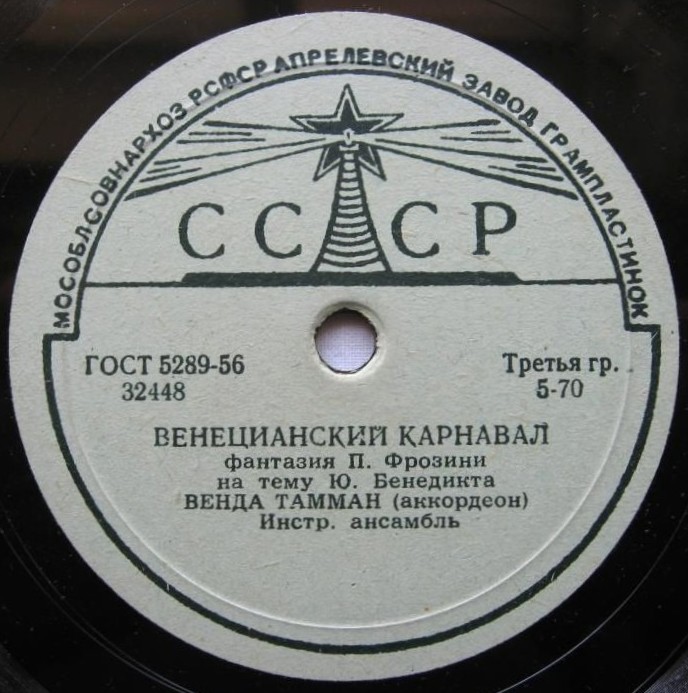 МОСОБЛСОВНАРХОЗ РСФСР АПРЕЛЕВСКИЙ ЗАВОД ГРАМПЛАСТИНОК
СССР
ГОСТ 5289-56
32448
Третья гр.
5-70
ВЕНЕЦИАНСКИЙ КАРНАВАЛ
фантазия П. Фрозини
на тему Ю. Бенедикта
ВЕНДА ТАММАН (аккордеон)
Инстр. ансамбль